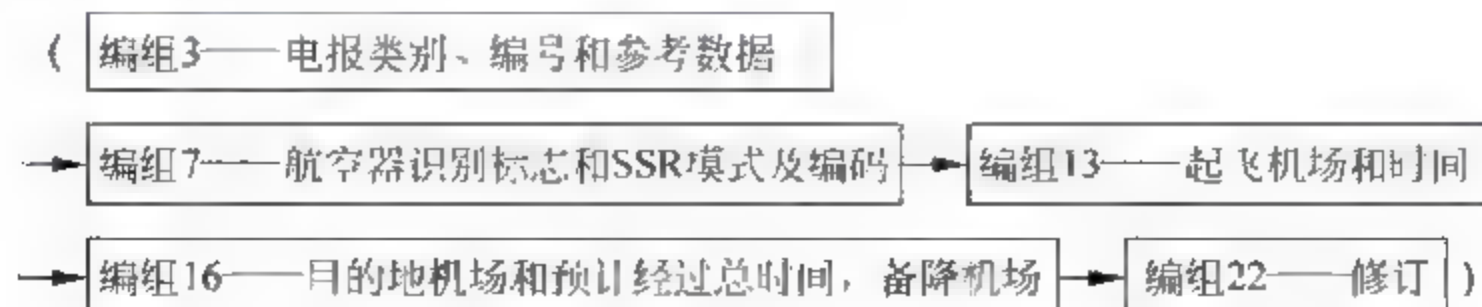 ( 编组3——电报类别、编号和参考数据
编组7——航空器识别标志和SSR模式及编码 编组13——起飞机场和时间
编组16——目的地机场和预计经过总时间，备降机场 编组22——修订 )